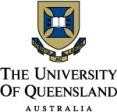 THE UNIVERSITY
OF QUEENSLAND
AUSTRALIA